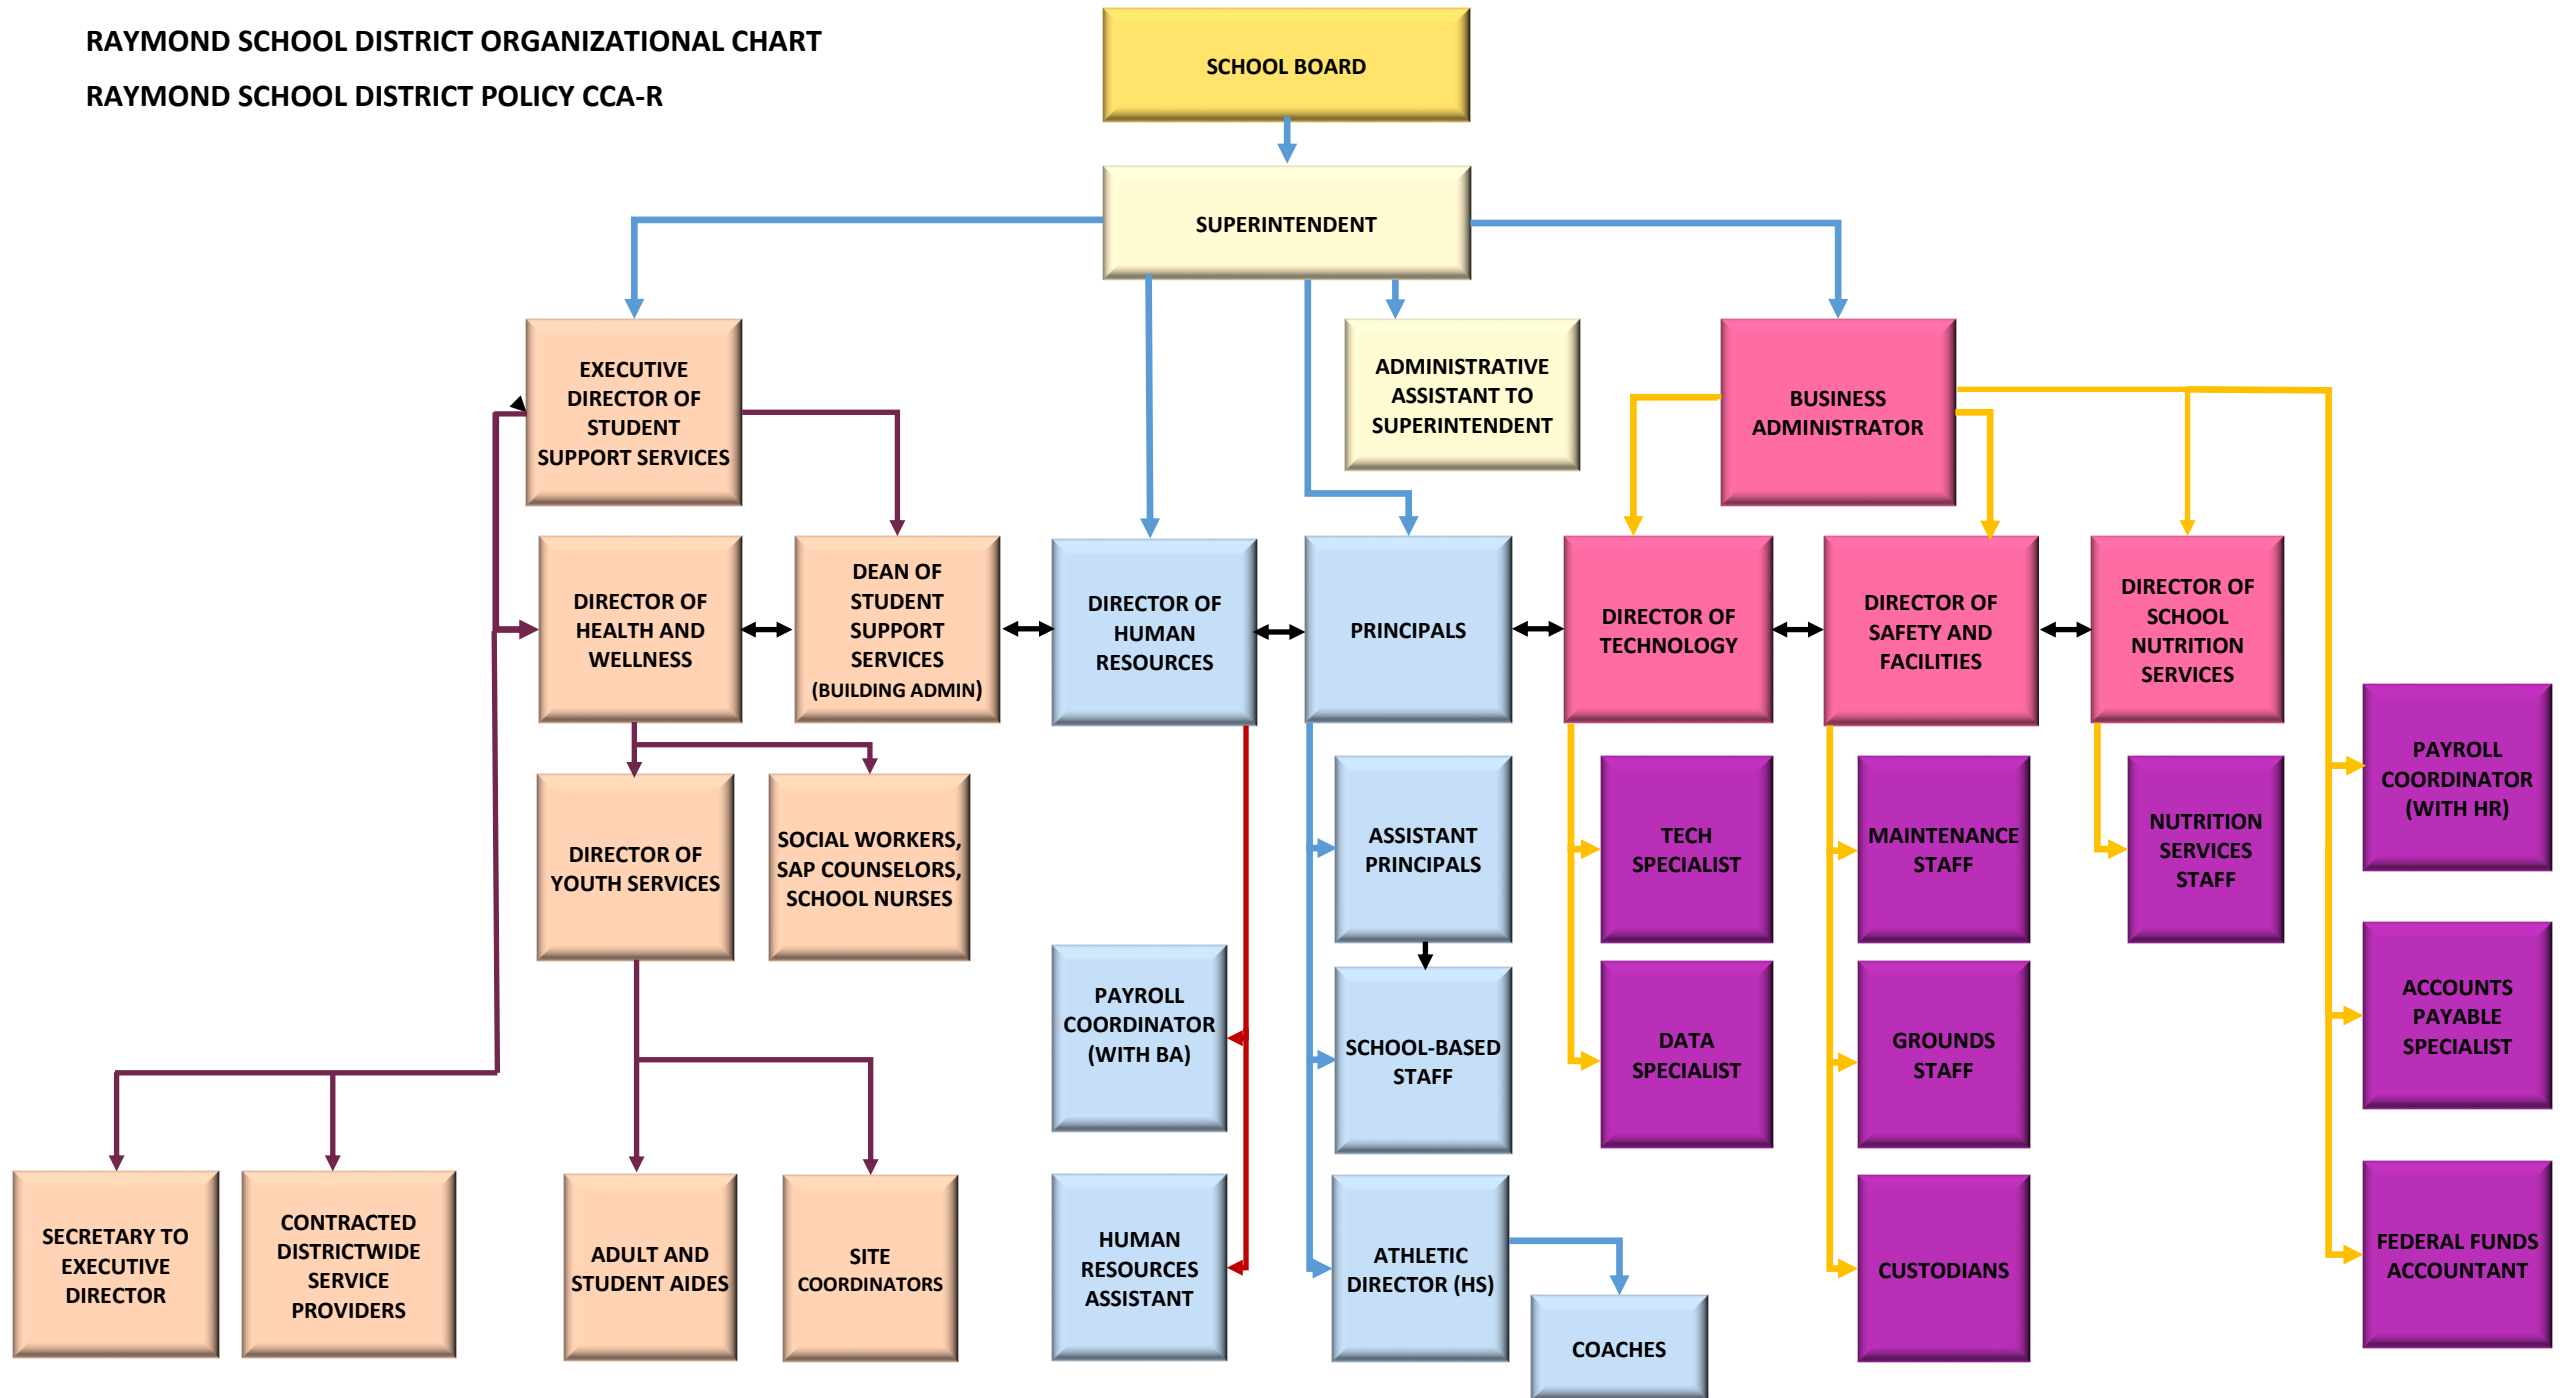 RAYMOND SCHOOL DISTRICT ORGANIZATIONAL CHART
RAYMOND SCHOOL DISTRICT POLICY CCA-R
SCHOOL BOARD
SUPERINTENDENT
EXECUTIVE
DIRECTOR OF
STUDENT
SUPPORT SERVICES
ADMINISTRATIVE
ASSISTANT TO
SUPERINTENDENT
BUSINESS
ADMINISTRATOR
DIRECTOR OF
HEALTH AND
WELLNESS
DEAN OF
STUDENT
SUPPORT
SERVICES
(BUILDING ADMIN)
DIRECTOR OF
HUMAN
RESOURCES
PRINCIPALS
DIRECTOR OF
TECHNOLOGY
DIRECTOR OF
SAFETY AND
FACILITIES
DIRECTOR OF
SCHOOL
NUTRITION
SERVICES
PAYROLL
COORDINATOR
(WITH HR)
DIRECTOR OF
YOUTH SERVICES
SOCIAL WORKERS,
SAP COUNSELORS,
SCHOOL NURSES
ASSISTANT
PRINCIPALS
TECH
SPECIALIST
MAINTENANCE
STAFF
NUTRITION
SERVICES
STAFF
PAYROLL
COORDINATOR
(WITH BA)
SCHOOL-BASED
STAFF
DATA
SPECIALIST
GROUNDS
STAFF
ACCOUNTS
PAYABLE
SPECIALIST
SECRETARY TO
EXECUTIVE
DIRECTOR
CONTRACTED
DISTRICTWIDE
SERVICE
PROVIDERS
ADULT AND
STUDENT AIDES
SITE
COORDINATORS
HUMAN
RESOURCES
ASSISTANT
ATHLETIC
DIRECTOR (HS)
COACHES
CUSTODIANS
FEDERAL FUNDS
ACCOUNTANT